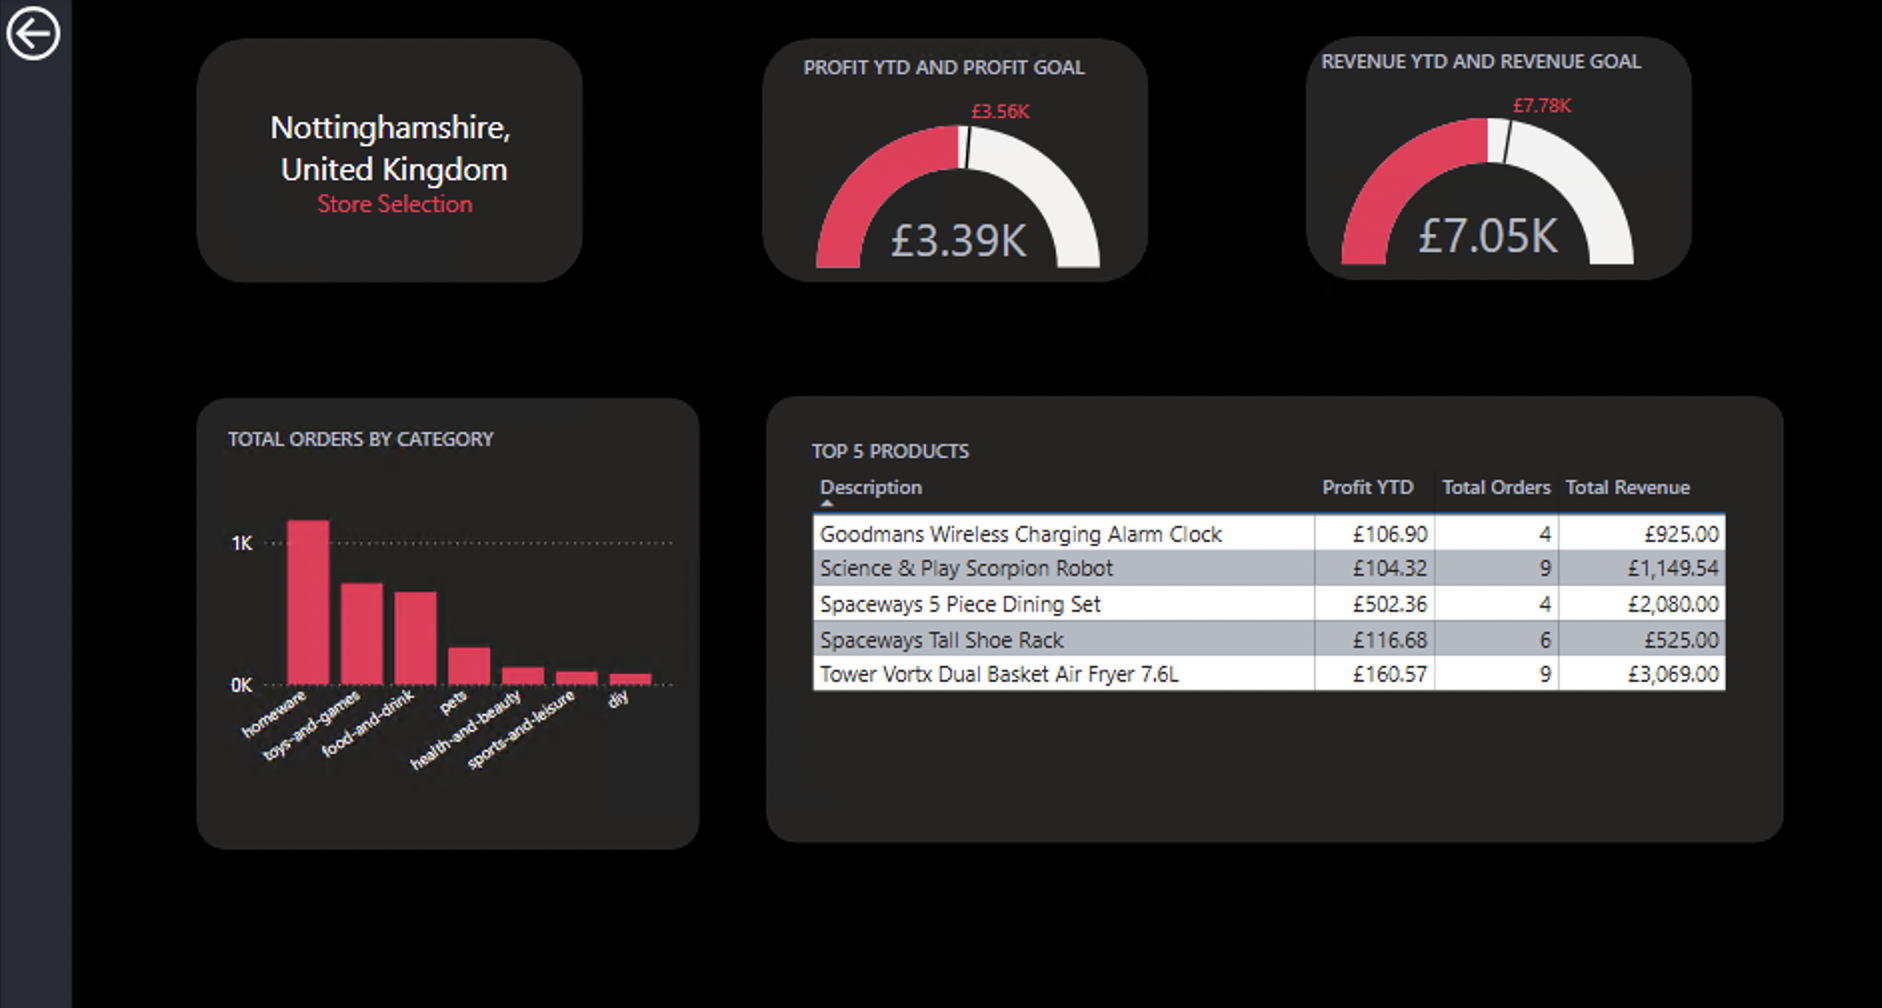 Nottinghamshire,
United Kingdom
Store Selection
PROFIT YTD AND PROFIT GOAL
£3.56K
£3.39K
REVENUE YTD AND REVENUE GOAL
£7.78K
£7.05K
TOTAL ORDERS BY CATEGORY
1K
0K
homeware
toys-and-games
food-and-drink
pets
health-and-beauty
sports-and-leisure
diy
TOP 5 PRODUCTS
Description Profit YTD Total Orders Total Revenue
Goodmans Wireless Charging Alarm Clock £106.90 4 £925.00
Science & Play Scorpion Robot £104.32 9 £1,149.54
Spaceways 5 Piece Dining Set £502.36 4 £2,080.00
Spaceways Tall Shoe Rack £116.68 6 £525.00
Tower Vortx Dual Basket Air Fryer 7.6L £160.57 9 £3,069.00